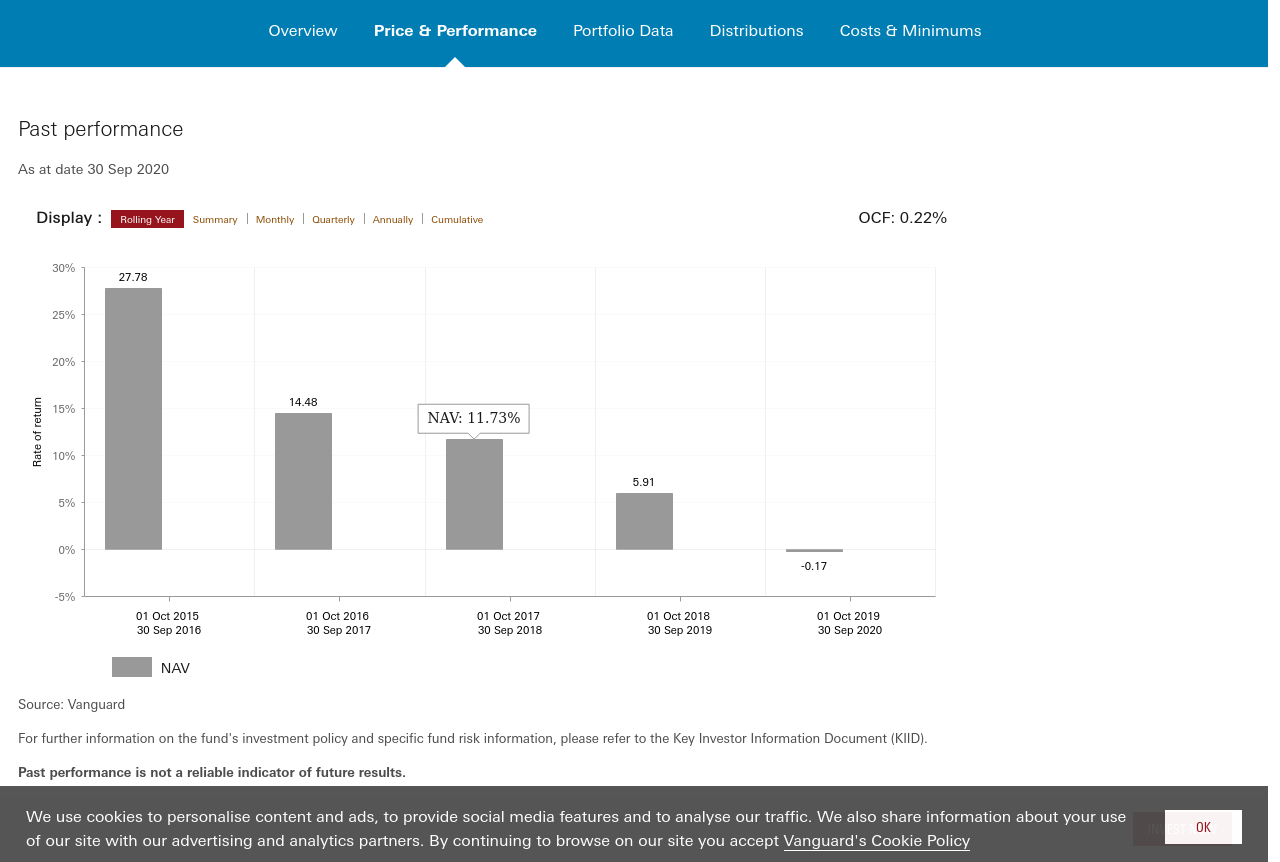 Overview Price & Performance Portfolio Data Distributions Costs & Minimums
Past performance
As at date 30 Sep 2020
Display : Rolling Year Summary Monthly Quarterly Annually Cumulative OCF: 0.22%
30%
25%
20%
15%
10%
5%
0%
-5%
Rate of return
27.78
14.48
NAV: 11.73%
5.91
-0.17
01 Oct 2015
30 Sep 2016
01 Oct 2016
30 Sep 2017
01 Oct 2017
30 Sep 2018
01 Oct 2018
30 Sep 2019
01 Oct 2019
30 Sep 2020
NAV
Source: Vanguard
For further information on the fund's investment policy and specific fund risk information, please refer to the Key Investor Information Document (KIID).
Past performance is not a reliable indicator of future results.
We use cookies to personalise content and ads, to provide social media features and to analyse our traffic. We also share information about your use
of our site with our advertising and analytics partners. By continuing to browse on our site you accept Vanguard's Cookie Policy
OK